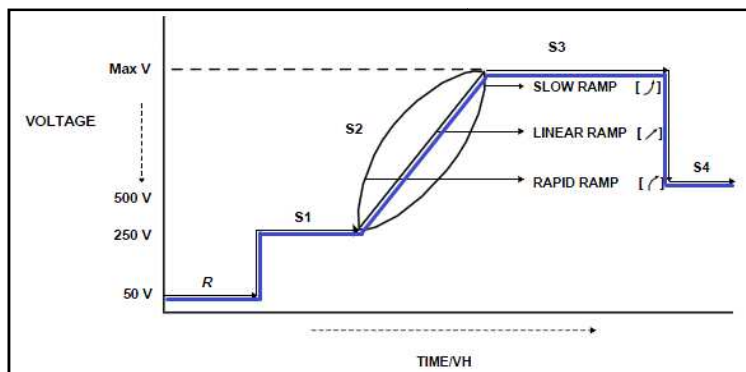 S3
Max V
SLOW RAMP [ ]
VOLTAGE
S2
LINEAR RAMP [ ]
S4
RAPID RAMP [ ]
500 V
S1
250 V
R
50 V
TIME/VH